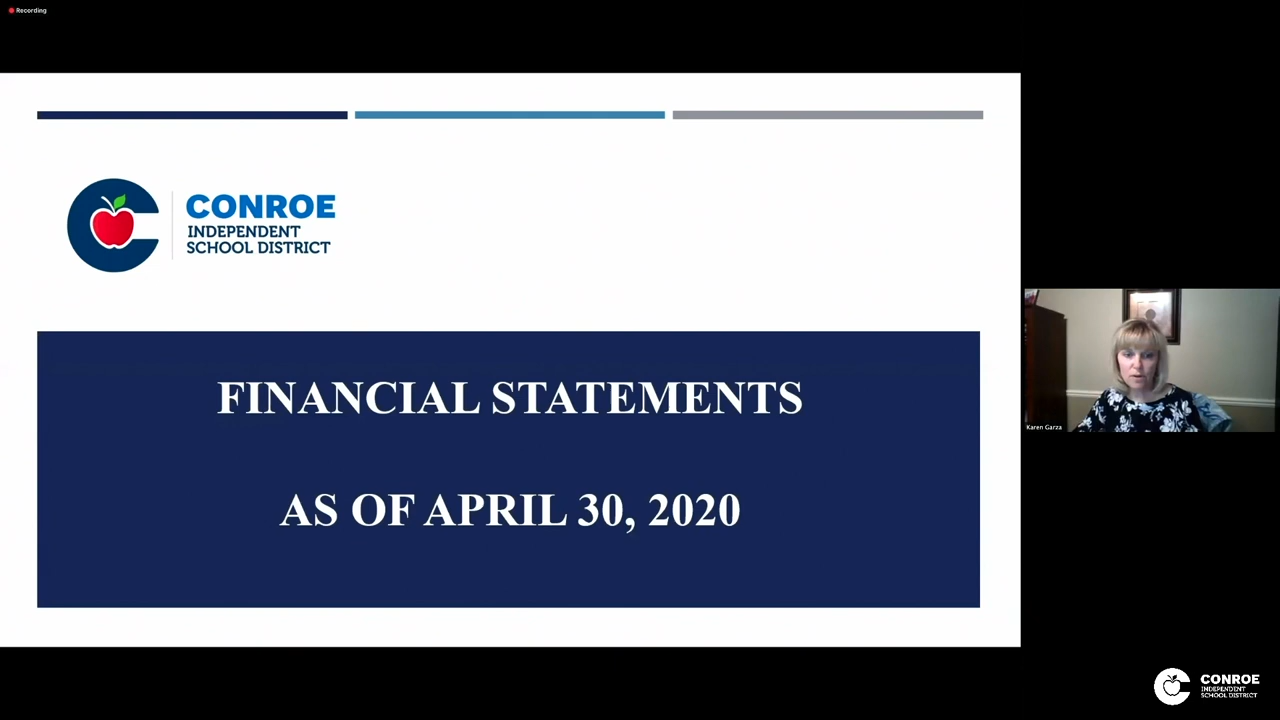 Recording
CONROE
INDEPENDENT
SCHOOL DISTRICT
FINANCIAL STATEMENTS
AS OF APRIL 30, 2020
Karen Garza
CONROE
INDEPENDENT
SCHOOL DISTRICT